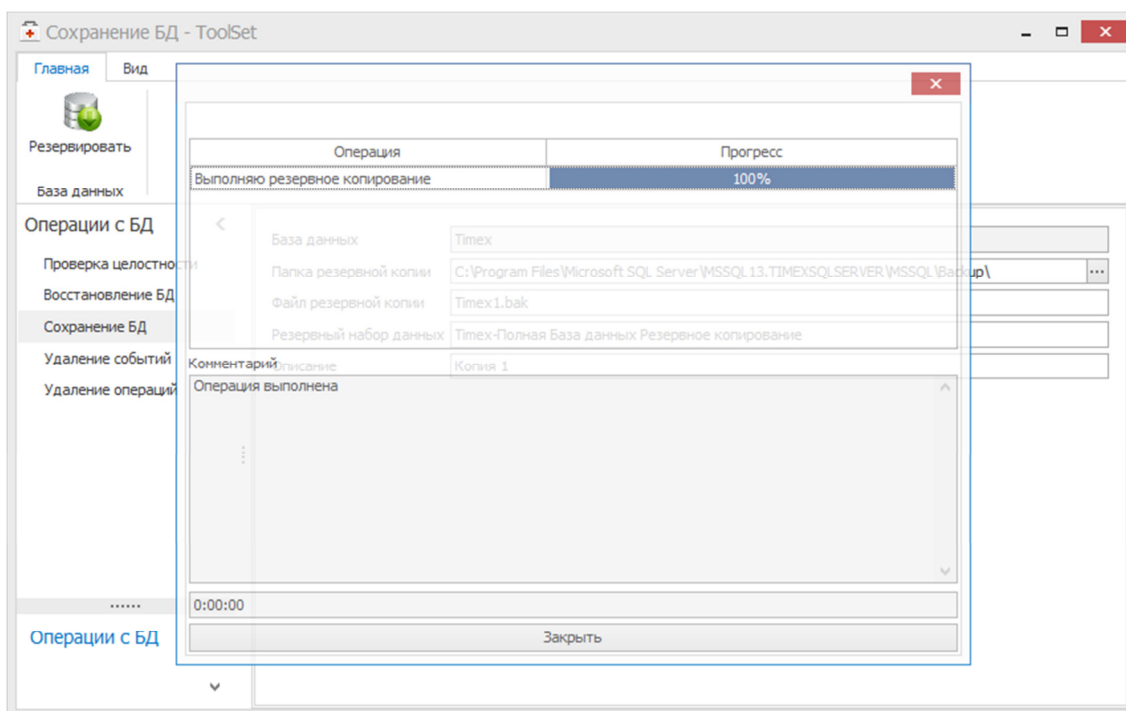 Сохранение БД - ToolSet
Главная Вид
Резервировать
База данных
Операция Прогресс
Выполняю резервное копирование 100%
Операции с БД
Проверка целостности
Восстановление БД
Сохранение БД
Удаление событий
Удаление операций
База данных Timex
Папка резервной копии C:\Program Files\Microsoft SQL Server\MSSQL13.TIMEXSQLSERVER\MSSQL\Backup\ ...
Файл резервной копии Timex1.bak
Резервный набор данных Timex-Полная База данных Резервное копирование
Описание Копия 1
Комментарий
Операция выполнена
0:00:00
Закрыть
Операции с БД